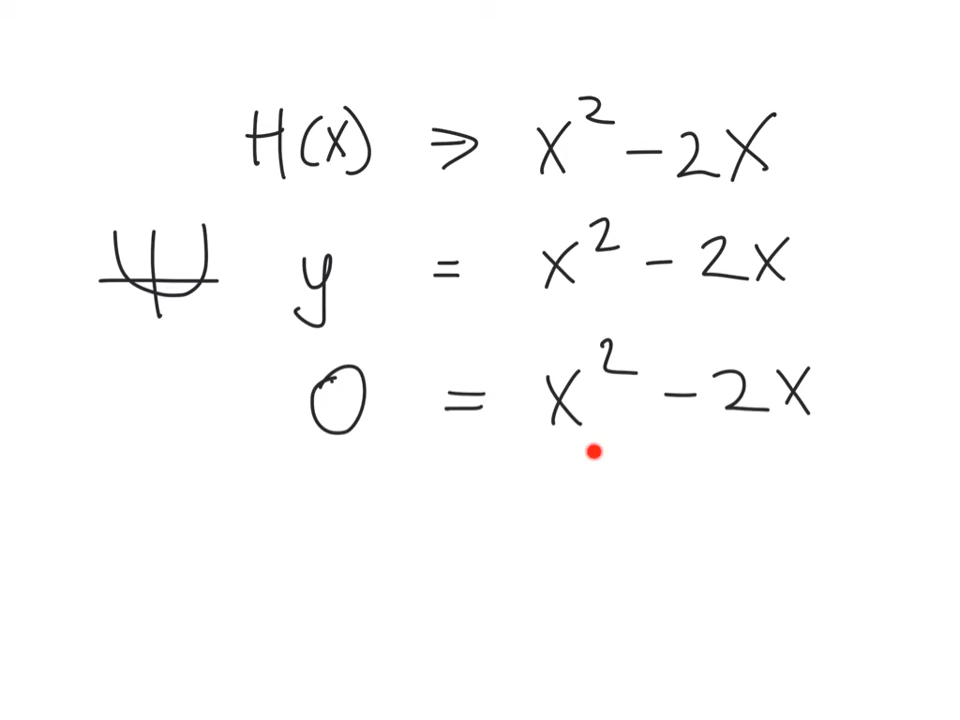 H(x) => x² - 2x
y = x² - 2x
0 = x² - 2x